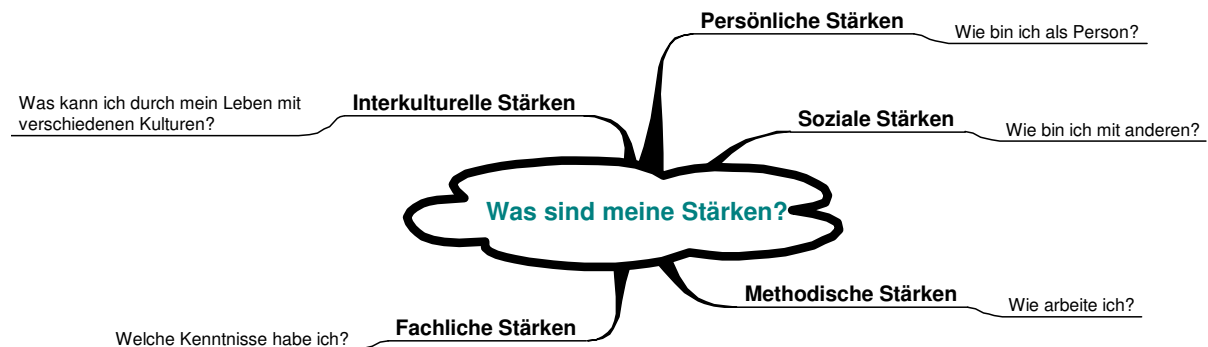 Persönliche Stärken
Wie bin ich als Person?
Was kann ich durch mein Leben mit
verschiedenen Kulturen?
Interkulturelle Stärken
Soziale Stärken
Wie bin ich mit anderen?
Was sind meine Stärken?
Methodische Stärken
Wie arbeite ich?
Welche Kenntnisse habe ich?
Fachliche Stärken